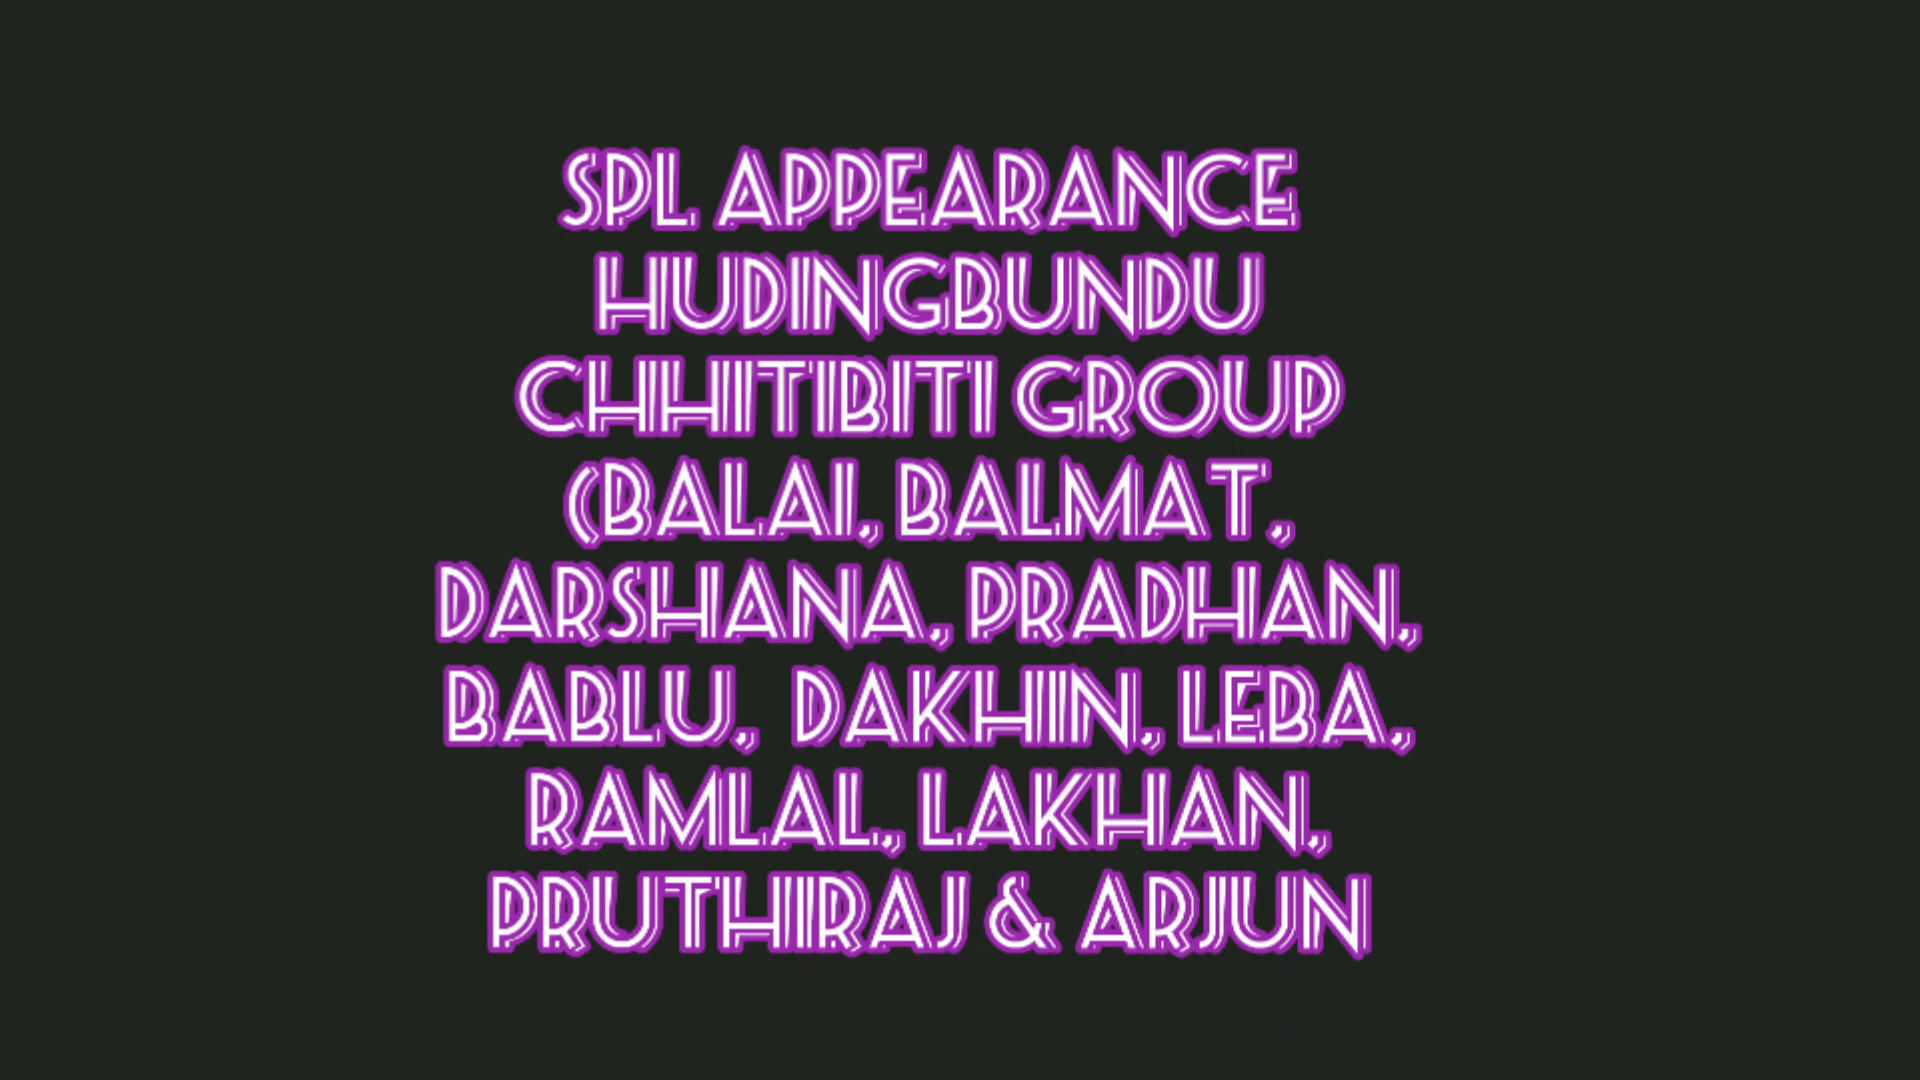 SPL APPEARANCE
HUDINGBUNDU
CHHITIBITI GROUP
(BALAI, BALMAT ,
DARSHANA, PRADHAN,
BABLU,  DAKHIN, LEBA,
RAMLAL, LAKHAN,
PRUTHIRAJ & ARJUN